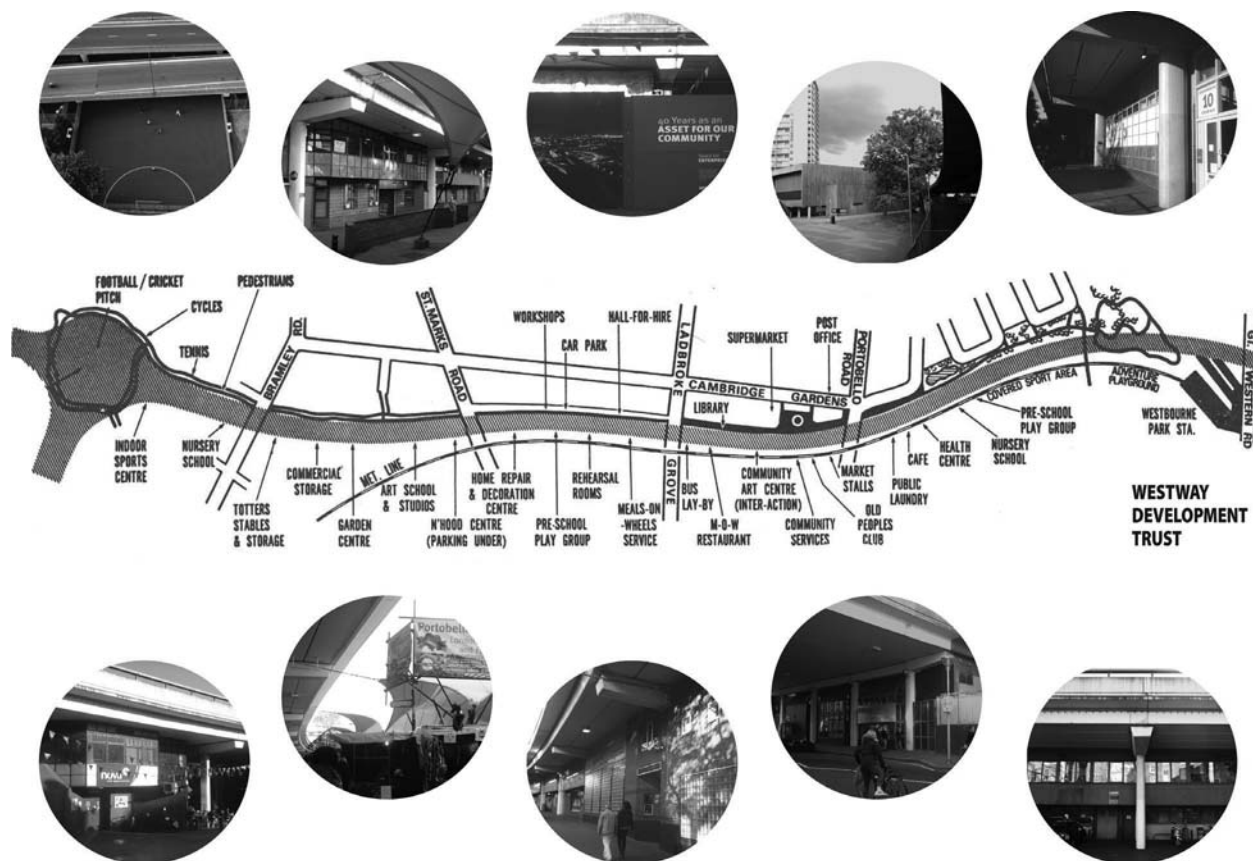 40 Years as an
ASSET FOR OUR
COMMUNITY
10
FOOTBALL / CRICKET
PITCH
CYCLES
PEDESTRIANS
TENNIS
BRAMLEY RD.
ST. MARKS ROAD
WORKSHOPS
CAR PARK
HALL-FOR-HIRE
LADBROKE GROVE
SUPERMARKET
POST
OFFICE
PORTOBELLO
ROAD
CAMBRIDGE GARDENS
LIBRARY
COVERED SPORT AREA
ADVENTURE
PLAYGROUND
WESTBOURNE
PARK STA.
GT. WESTERN RD
INDOOR
SPORTS
CENTRE
NURSERY
SCHOOL
TOTTERS
STABLES
& STORAGE
COMMERCIAL
STORAGE
GARDEN
CENTRE
MET. LINE
ART SCHOOL
& STUDIOS
N'HOOD CENTRE
(PARKING UNDER)
HOME REPAIR
& DECORATION
CENTRE
PRE-SCHOOL
PLAY GROUP
REHEARSAL
ROOMS
MEALS-ON
-WHEELS
SERVICE
BUS
LAY-BY
M-O-W
RESTAURANT
COMMUNITY
ART CENTRE
(INTER-ACTION)
COMMUNITY
SERVICES
OLD
PEOPLES
CLUB
MARKET
STALLS
PUBLIC
LAUNDRY
CAFE
HEALTH
CENTRE
NURSERY
SCHOOL
PRE-SCHOOL
PLAY GROUP
WESTWAY
DEVELOPMENT
TRUST
nuvu